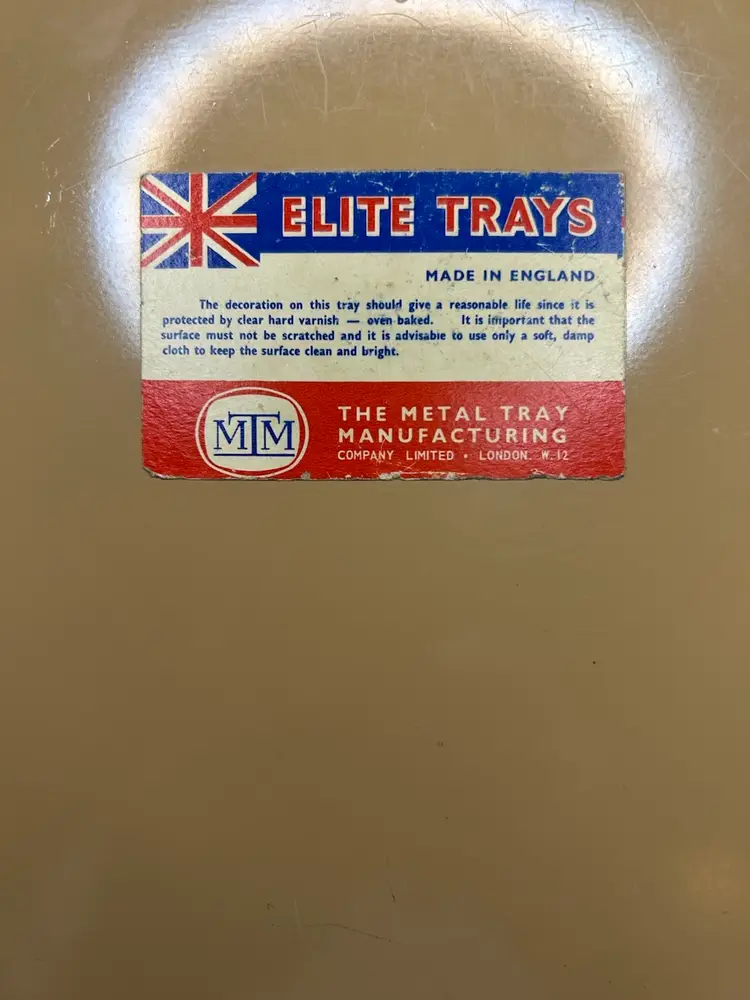 ELITE TRAYS
MADE IN ENGLAND
The decoration on this tray should give a reasonable life since it is
protected by clear hard varnish — oven baked. It is important that the
surface must not be scratched and it is advisable to use only a soft, damp
cloth to keep the surface clean and bright.
MTM
THE METAL TRAY
MANUFACTURING
COMPANY LIMITED • LONDON. W.12